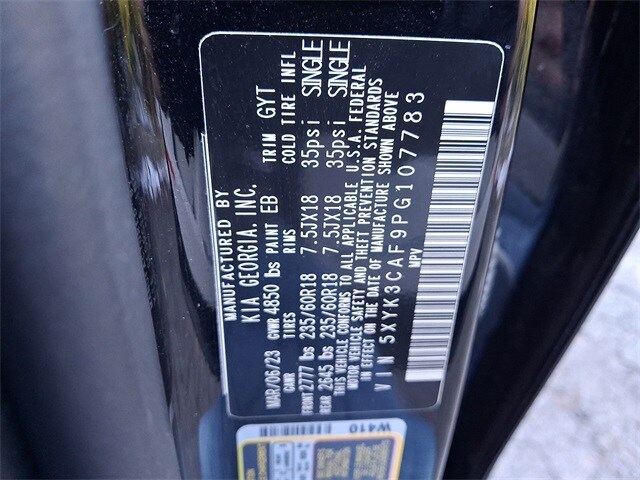 MANUFACTURED BY
KIA GEORGIA, INC.
MAR/06/23 GVWR 4850 lbs PAINT EB TRIM GYT
GAWR TIRES RIMS COLD TIRE INFL
FRONT 2777 lbs 235/60R18 7.5JX18 35psi SINGLE
REAR 2645 lbs 235/60R18 7.5JX18 35psi SINGLE
THIS VEHICLE CONFORMS TO ALL APPLICABLE U.S.A. FEDERAL
MOTOR VEHICLE SAFETY AND THEFT PREVENTION STANDARDS
IN EFFECT ON THE DATE OF MANUFACTURE SHOWN ABOVE
VIN 5XYK3CAF9PG107783
MPV
W410